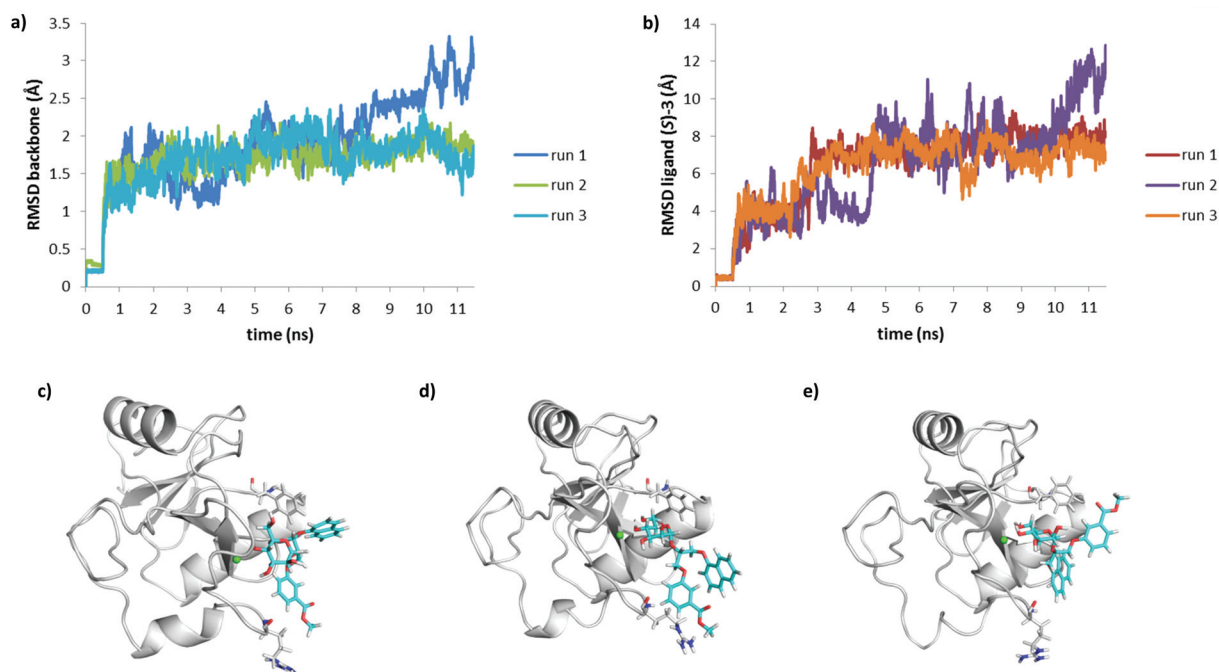 a)
RMSD backbone (Å)
3.5
3
2.5
2
1.5
1
0.5
0
0 1 2 3 4 5 6 7 8 9 10 11
time (ns)
run 1
run 2
run 3
b)
RMSD ligand (S)-3 (Å)
14
12
10
8
6
4
2
0
0 1 2 3 4 5 6 7 8 9 10 11
time (ns)
run 1
run 2
run 3
c)
d)
e)